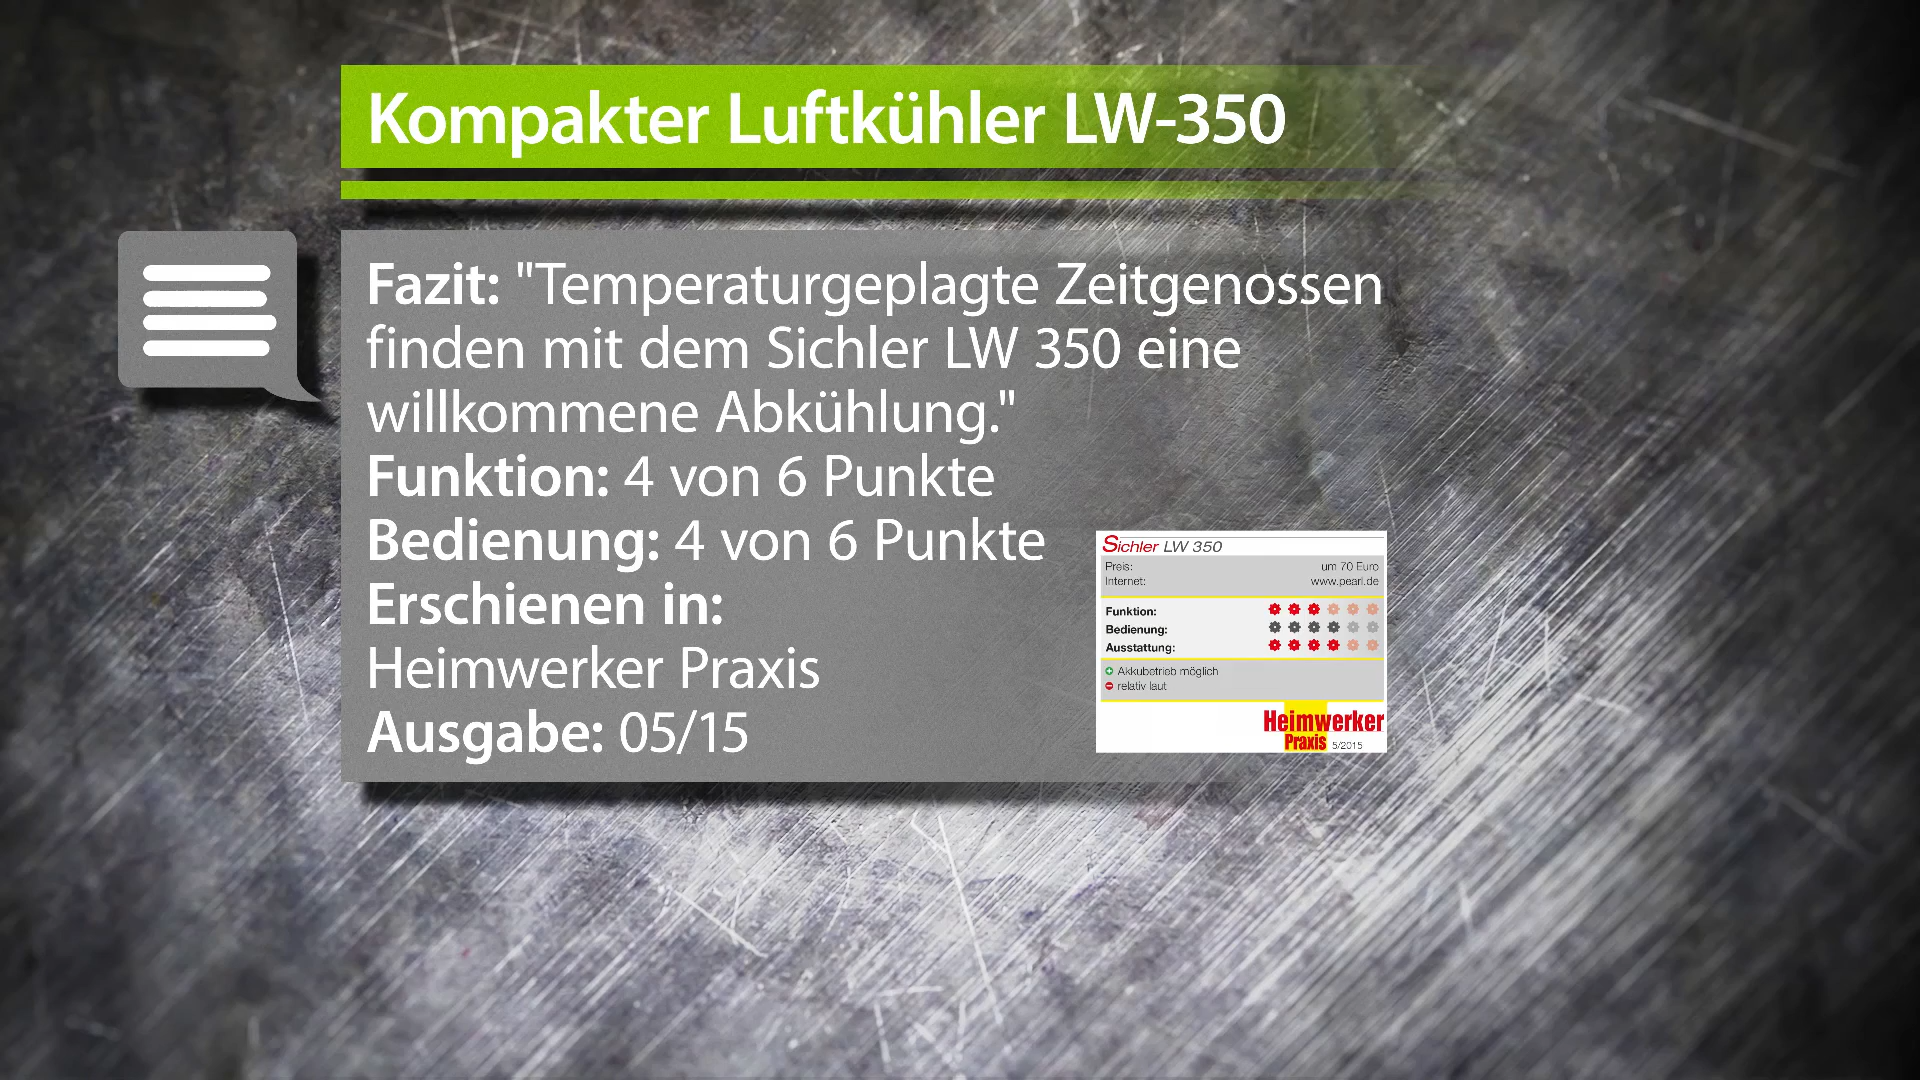 Kompakter Luftkühler LW-350
Fazit: "Temperaturgeplagte Zeitgenossen
finden mit dem Sichler LW 350 eine
willkommene Abkühlung."
Funktion: 4 von 6 Punkte
Bedienung: 4 von 6 Punkte
Erschienen in:
Heimwerker Praxis
Ausgabe: 05/15
Sichler LW 350
Preis: um 70 Euro
Internet: www.pearl.de
Funktion:
Bedienung:
Ausstattung:
Akkubetrieb möglich
relativ laut
Heimwerker
Praxis 5/2015